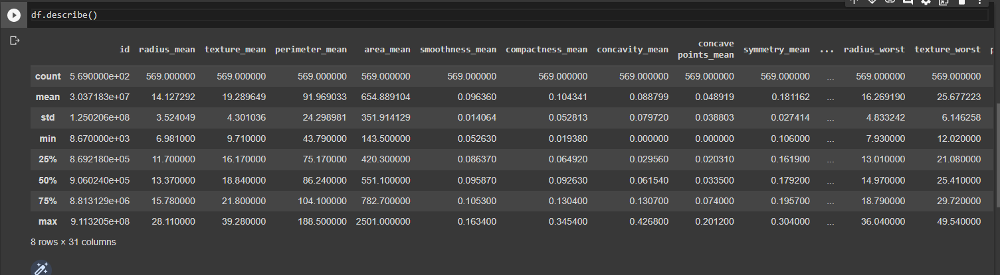 df.describe()
id radius_mean texture_mean perimeter_mean area_mean smoothness_mean compactness_mean concavity_mean concave points_mean symmetry_mean ... radius_worst texture_worst p
count 5.690000e+02 569.000000 569.000000 569.000000 569.000000 569.000000 569.000000 569.000000 569.000000 569.000000 ... 569.000000 569.000000
mean 3.037183e+07 14.127292 19.289649 91.969033 654.889104 0.096360 0.104341 0.088799 0.048919 0.181162 ... 16.269190 25.677223
std 1.250206e+08 3.524049 4.301036 24.298981 351.914129 0.014064 0.052813 0.079720 0.038803 0.027414 ... 4.833242 6.146258
min 8.670000e+03 6.981000 9.710000 43.790000 143.500000 0.052630 0.019380 0.000000 0.000000 0.106000 ... 7.930000 12.020000
25% 8.692180e+05 11.700000 16.170000 75.170000 420.300000 0.086370 0.064920 0.029560 0.020310 0.161900 ... 13.010000 21.080000
50% 9.060240e+05 13.370000 18.840000 86.240000 551.100000 0.095870 0.092630 0.061540 0.033500 0.179200 ... 14.970000 25.410000
75% 8.813129e+06 15.780000 21.800000 104.100000 782.700000 0.105300 0.130400 0.130700 0.074000 0.195700 ... 18.790000 29.720000
max 9.113205e+08 28.110000 39.280000 188.500000 2501.000000 0.163400 0.345400 0.426800 0.201200 0.304000 ... 36.040000 49.540000
8 rows × 31 columns